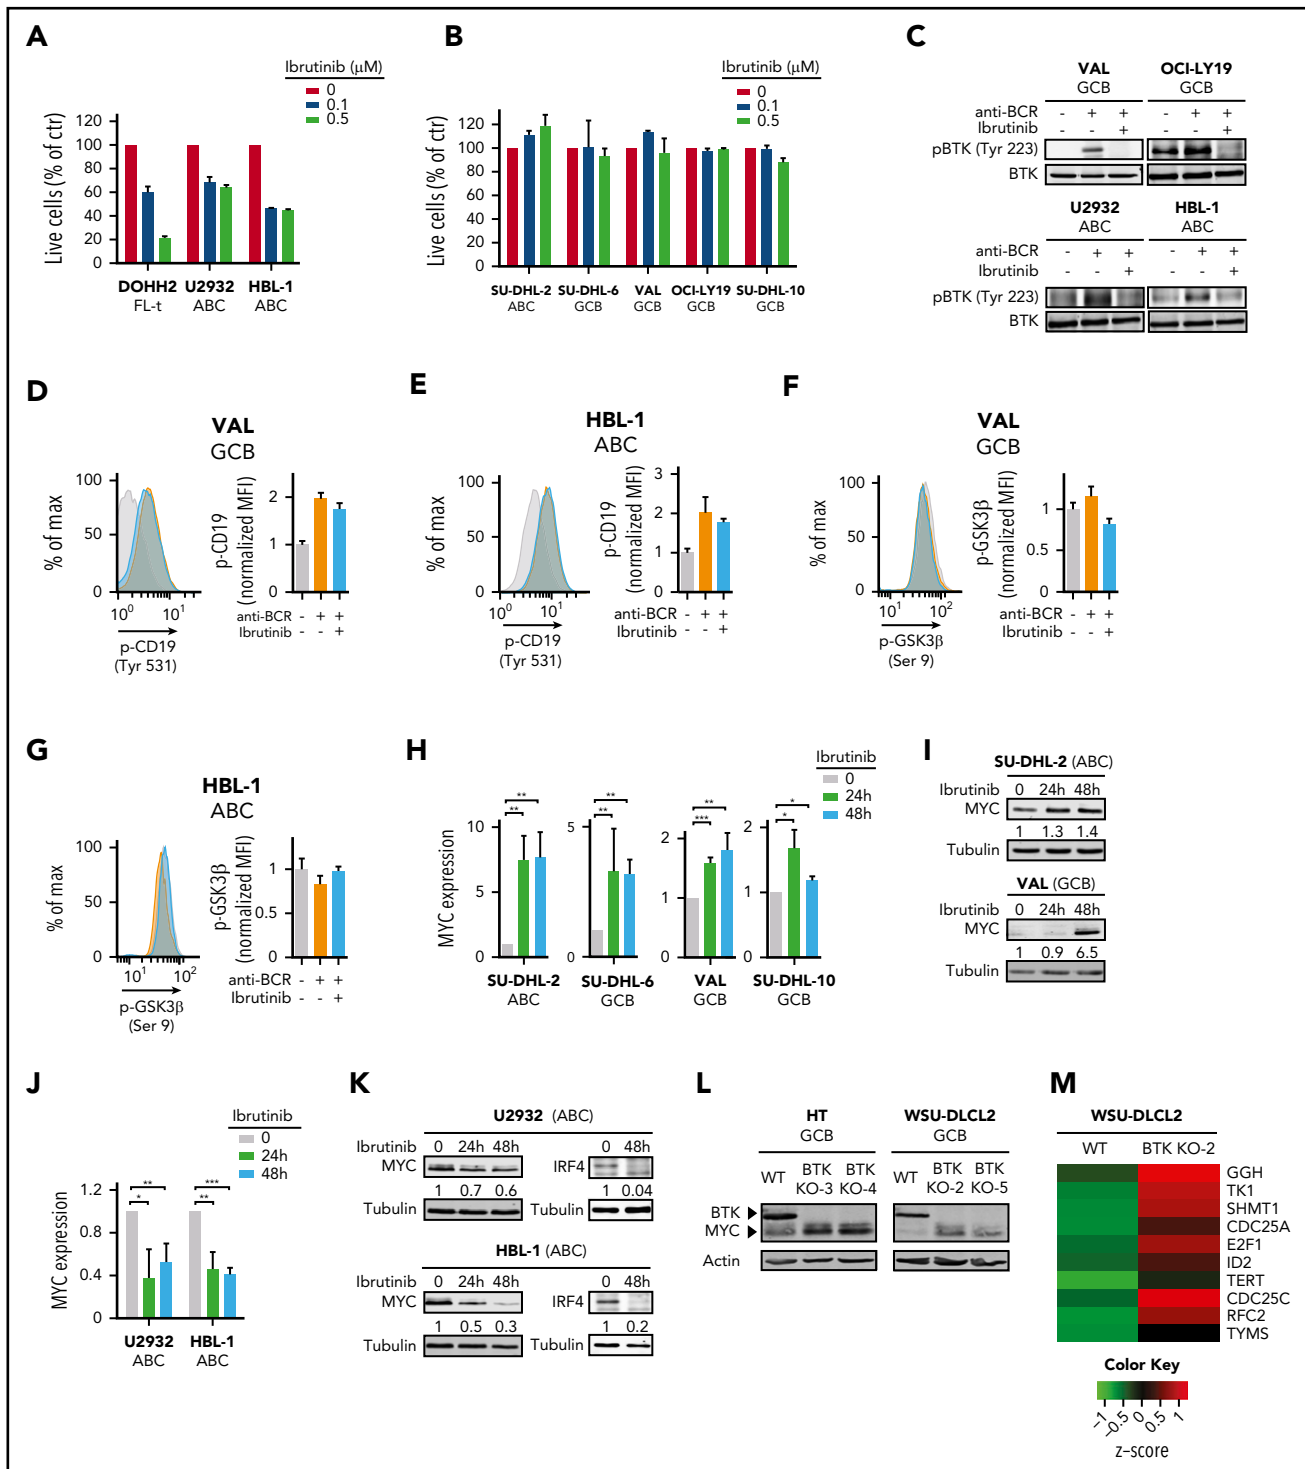 A
Ibrutinib (μM)
0
0.1
0.5
Live cells (% of ctr)
120
100
80
60
40
20
0
DOHH2 U2932 HBL-1
FL-t ABC ABC
B
Ibrutinib (μM)
0
0.1
0.5
Live cells (% of ctr)
120
100
80
60
40
20
0
SU-DHL-2 SU-DHL-6 VAL OCI-LY19 SU-DHL-10
ABC GCB GCB GCB GCB
C
VAL OCI-LY19
GCB GCB
anti-BCR - + + - + +
Ibrutinib - - + - - +
pBTK (Tyr 223)
BTK
U2932 HBL-1
ABC ABC
anti-BCR - + + - + +
Ibrutinib - - + - - +
pBTK (Tyr 223)
BTK
D
VAL
GCB
% of max
100
50
0
10⁰ 10¹
p-CD19
(Tyr 531)
p-CD19
(normalized MFI)
2
1
0
anti-BCR - + +
Ibrutinib - - +
E
HBL-1
ABC
% of max
100
50
0
10⁰ 10¹
p-CD19
(Tyr 531)
p-CD19
(normalized MFI)
3
2
1
0
anti-BCR - + +
Ibrutinib - - +
F
VAL
GCB
% of max
100
50
0
10¹ 10²
p-GSK3β
(Ser 9)
p-GSK3β
(normalized MFI)
1
0.5
0
anti-BCR - + +
Ibrutinib - - +
G
HBL-1
ABC
% of max
100
50
0
10¹ 10²
p-GSK3β
(Ser 9)
p-GSK3β
(normalized MFI)
1
0.5
0
anti-BCR - + +
Ibrutinib - - +
H
Ibrutinib
0
24h
48h
MYC expression
10
5
0
**
**
SU-DHL-2
ABC
5
0
**
**
SU-DHL-6
GCB
2
1
0
**
***
VAL
GCB
2
1
0
*
*
SU-DHL-10
GCB
I
SU-DHL-2 (ABC)
Ibrutinib 0 24h 48h
MYC
1 1.3 1.4
Tubulin
VAL (GCB)
Ibrutinib 0 24h 48h
MYC
1 0.9 6.5
Tubulin
J
Ibrutinib
0
24h
48h
MYC expression
1.2
0.8
0.4
0
**
*
***
**
U2932 HBL-1
ABC ABC
K
U2932 (ABC)
Ibrutinib 0 24h 48h 0 48h
MYC IRF4
1 0.7 0.6 1 0.04
Tubulin Tubulin
HBL-1 (ABC)
Ibrutinib 0 24h 48h 0 48h
MYC IRF4
1 0.5 0.3 1 0.2
Tubulin Tubulin
L
HT WSU-DLCL2
GCB GCB
WT BTK KO-3 BTK KO-4 WT BTK KO-2 BTK KO-5
BTK
MYC
Actin
M
WSU-DLCL2
WT BTK KO-2
GGH
TK1
SHMT1
CDC25A
E2F1
ID2
TERT
CDC25C
RFC2
TYMS
Color Key
−1 −0.5 0 0.5 1
z–score